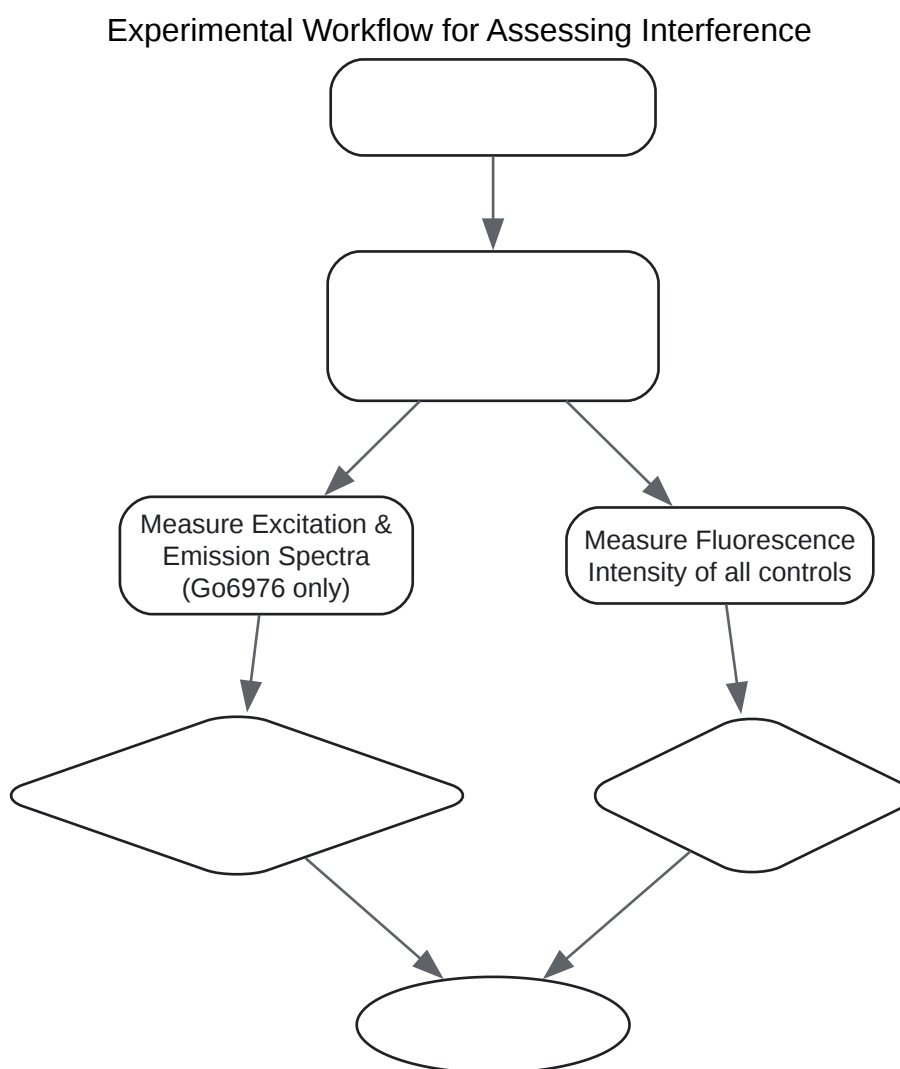 Experimental Workflow for Assessing Interference
Measure Excitation &
Emission Spectra
(Go6976 only)
Measure Fluorescence
Intensity of all controls